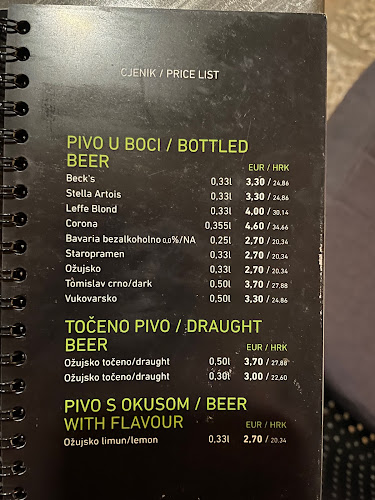 CJENIK / PRICE LIST
PIVO U BOCI / BOTTLED
BEER
EUR / HRK
Beck's 0,33l 3,30 / 24,86
Stella Artois 0,33l 3,30 / 24,86
Leffe Blond 0,33l 4,00 / 30,14
Corona 0,355l 4,60 / 34,66
Bavaria bezalkoholno 0,0%/NA 0,25l 2,70 / 20,34
Staropramen 0,33l 2,70 / 20,34
Ožujsko 0,33l 2,70 / 20,34
Tomislav crno/dark 0,50l 3,70 / 27,88
Vukovarsko 0,50l 3,30 / 24,86
TOČENO PIVO / DRAUGHT
BEER
EUR / HRK
Ožujsko točeno/draught 0,50l 3,70 / 27,88
Ožujsko točeno/draught 0,30l 3,00 / 22,60
PIVO S OKUSOM / BEER
WITH FLAVOUR
EUR / HRK
Ožujsko limun/lemon 0,33l 2,70 / 20,34